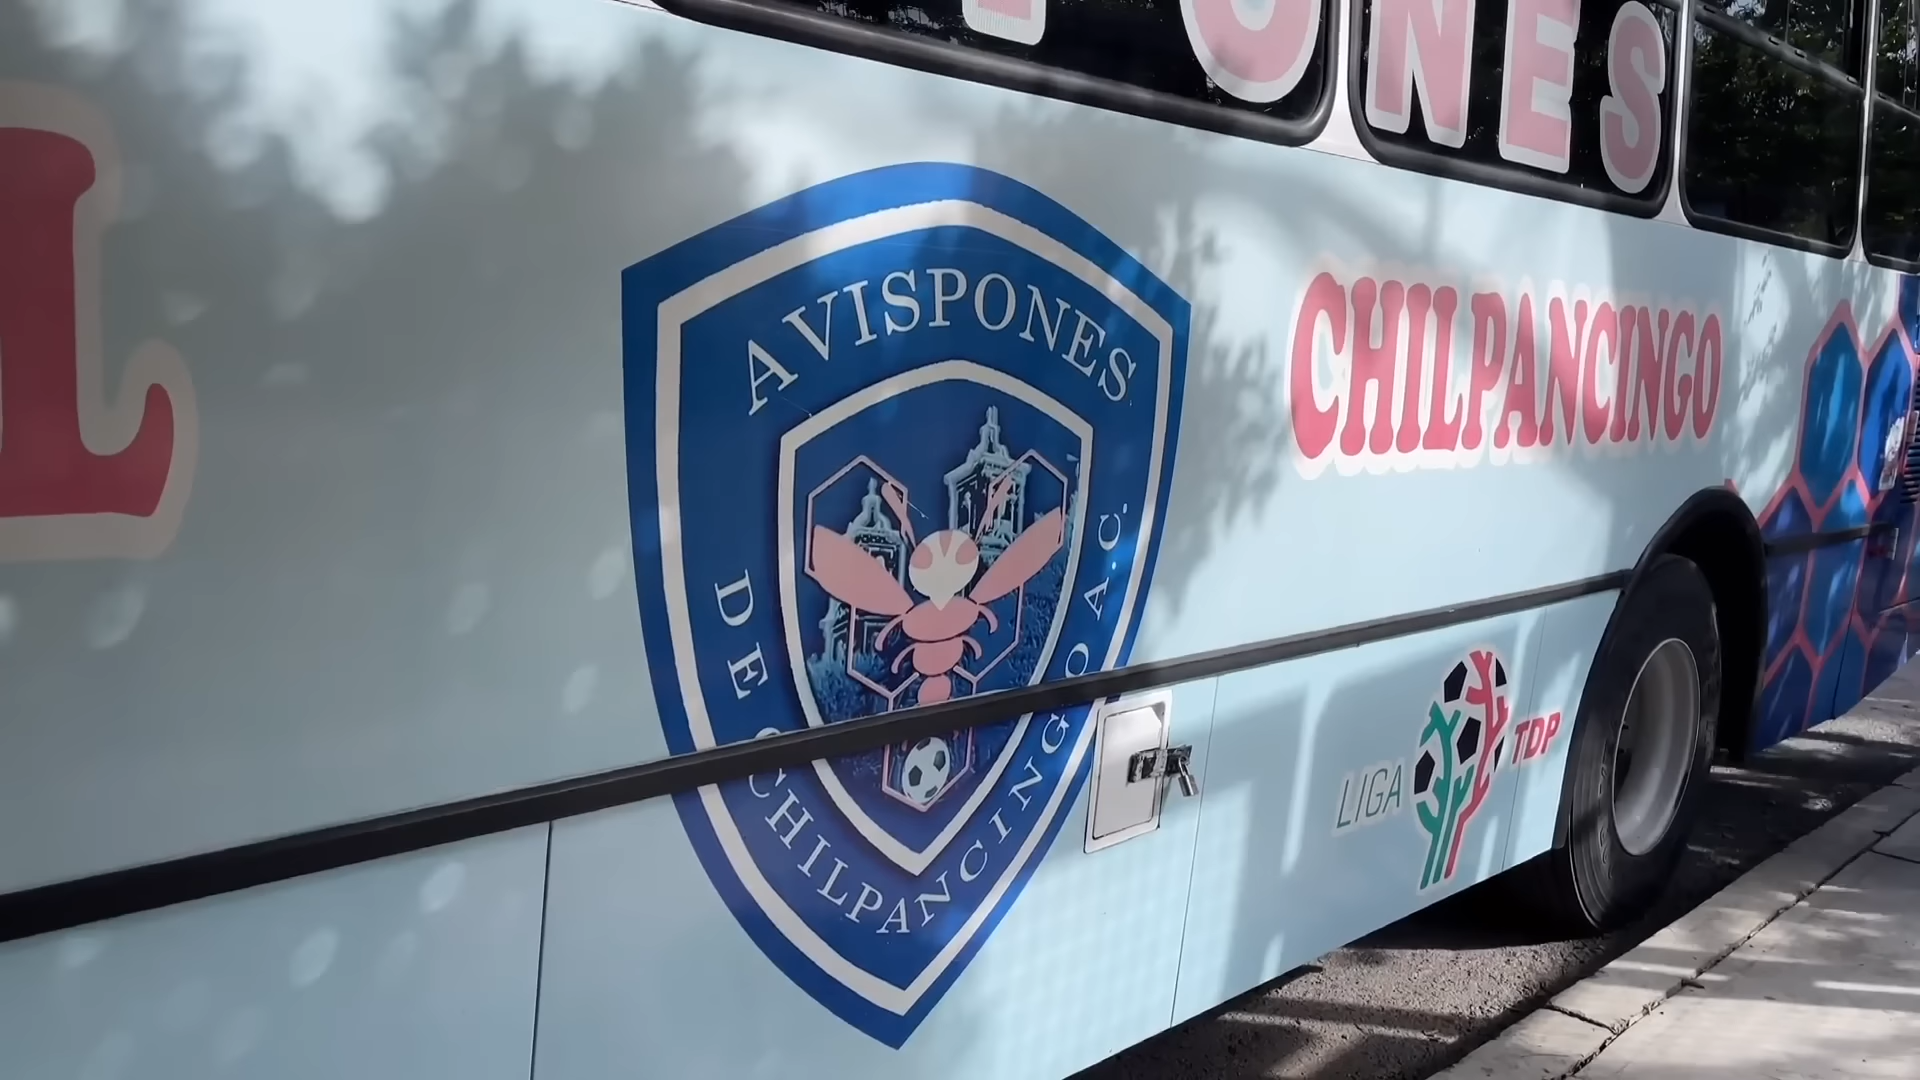 ONES
AVISPONES
DE CHILPANCINGO A.C.
CHILPANCINGO
LIGA TDP
L